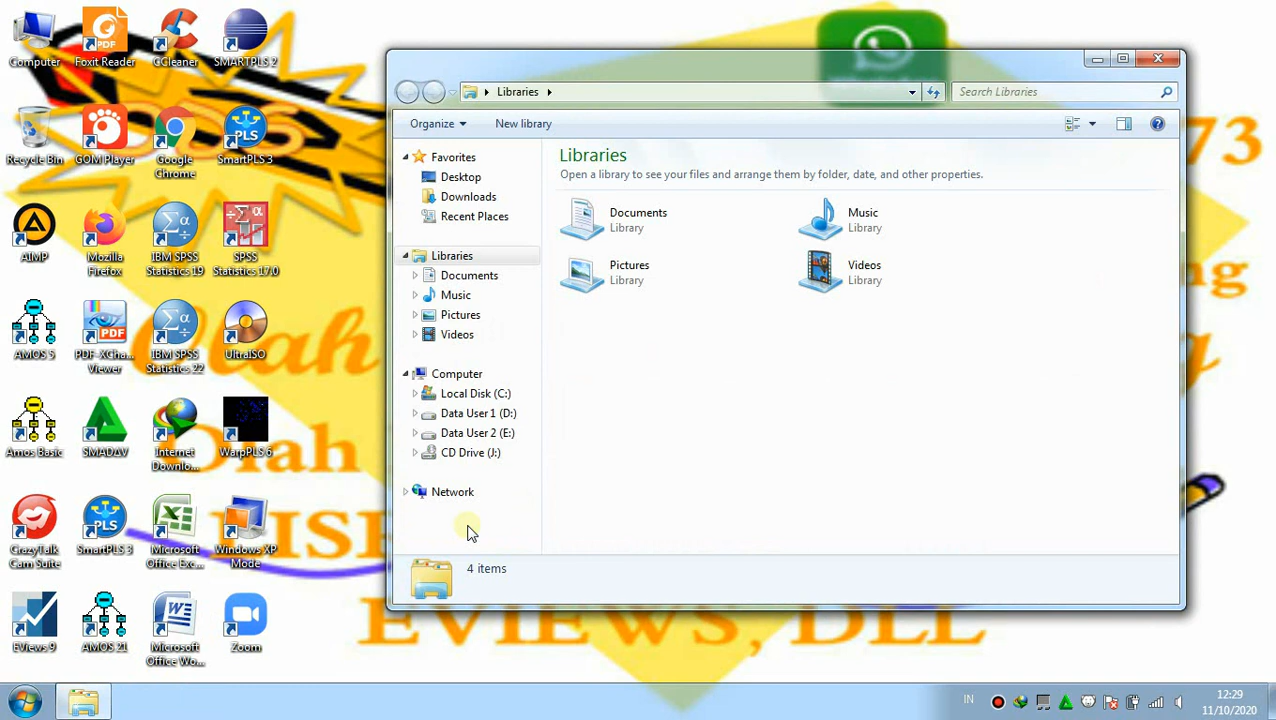 Computer
Foxit Reader
CCleaner
SMARTPLS 2
Recycle Bin
GOM Player
Google
Chrome
SmartPLS 3
AIMP
Mozilla
Firefox
IBM SPSS
Statistics 19
SPSS
Statistics 17.0
AMOS 5
PDF-XCha...
Viewer
IBM SPSS
Statistics 22
UltraISO
Amos Basic
SMADAV
Internet
Downlo...
WarpPLS 6
CrazyTalk
Cam Suite
SmartPLS 3
Microsoft
Office Exc...
Windows XP
Mode
EViews 9
AMOS 21
Microsoft
Office Wo...
Zoom
Libraries
Search Libraries
Organize
New library
Favorites
Desktop
Downloads
Recent Places
Libraries
Documents
Music
Pictures
Videos
Computer
Local Disk (C:)
Data User 1 (D:)
Data User 2 (E:)
CD Drive (J:)
Network
Libraries
Open a library to see your files and arrange them by folder, date, and other properties.
Documents
Library
Music
Library
Pictures
Library
Videos
Library
4 items
73
Olah
Olah
EVIEWS, DLL
IN
12:29
11/10/2020